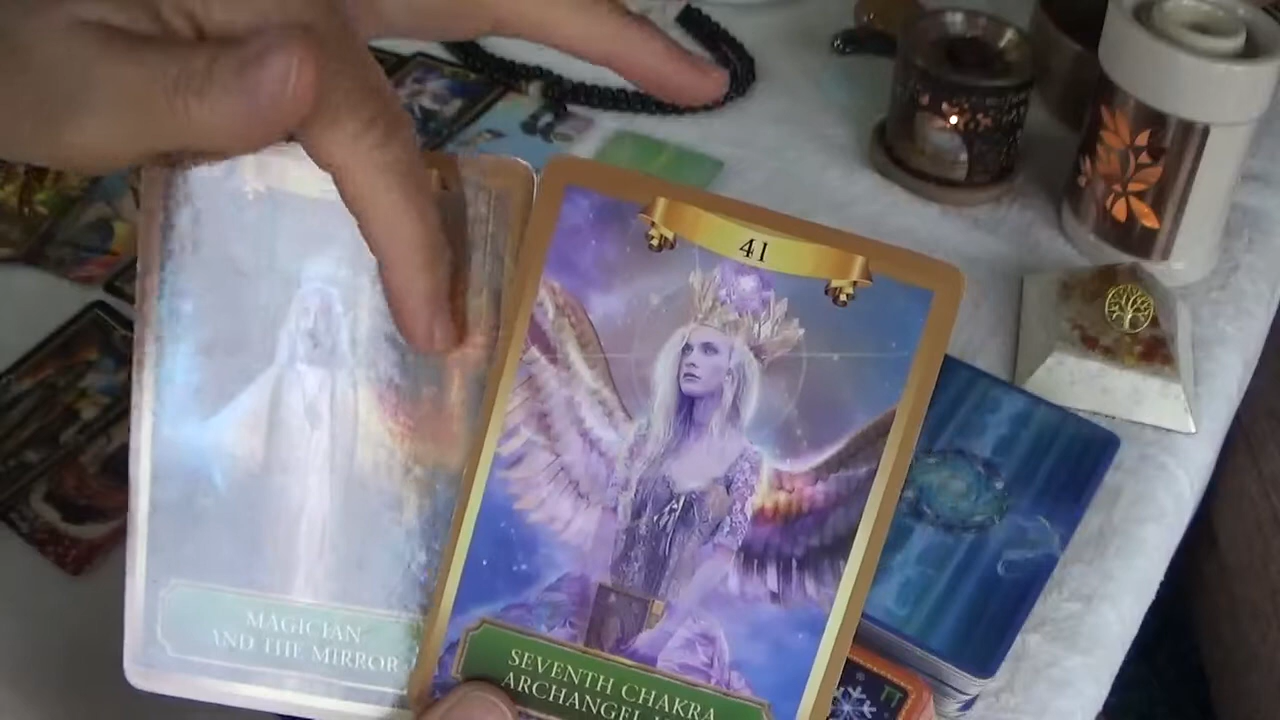 MAGICIAN
AND THE MIRROR
41
SEVENTH CHAKRA
ARCHANGEL